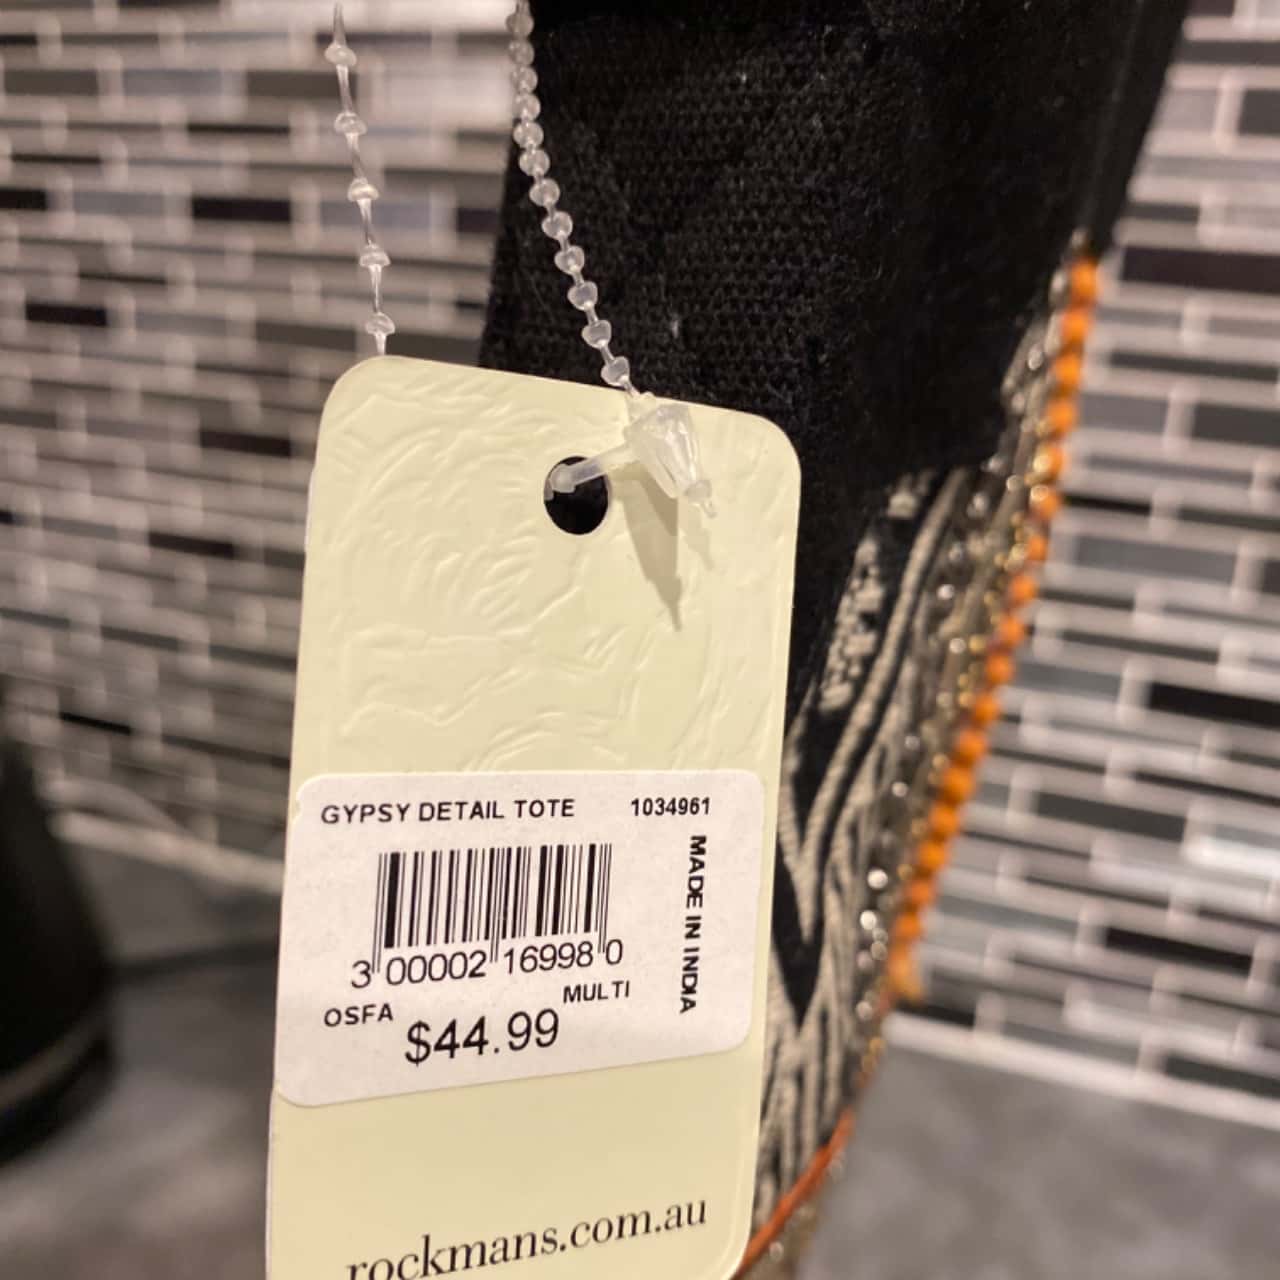 GYPSY DETAIL TOTE 1034961
MADE IN INDIA
3 00002 16998 0
OSFA MULTI
$44.99
rockmans.com.au